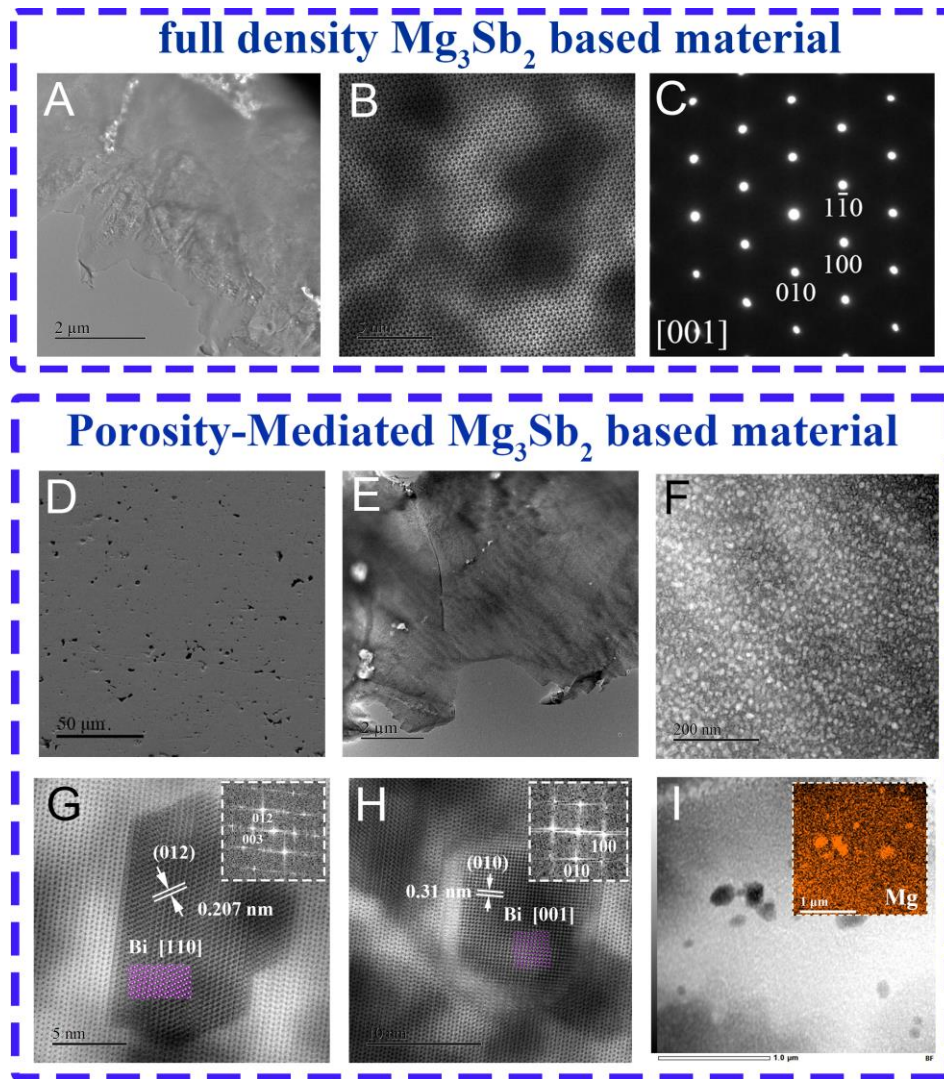 full density Mg₃Sb₂ based material
A
B
C
2 μm
11̅0
100
010
[001]
Porosity-Mediated Mg₃Sb₂ based material
D
E
F
50 μm
2 μm
200 nm
G
012
003
(012)
0.207 nm
Bi [110]
5 nm
H
100
010
(010)
0.31 nm
Bi [001]
I
1 μm
Mg
1.0 μm
BF